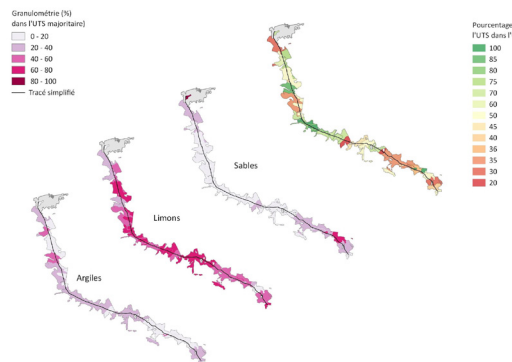 Granulométrie (%)
dans l'UTS majoritaire)
0 - 20
20 - 40
40 - 60
60 - 80
80 - 100
Tracé simplifié
Sables
Limons
Argiles
Pourcentage
l'UTS dans l'
100
85
80
75
70
60
50
45
40
36
35
30
20